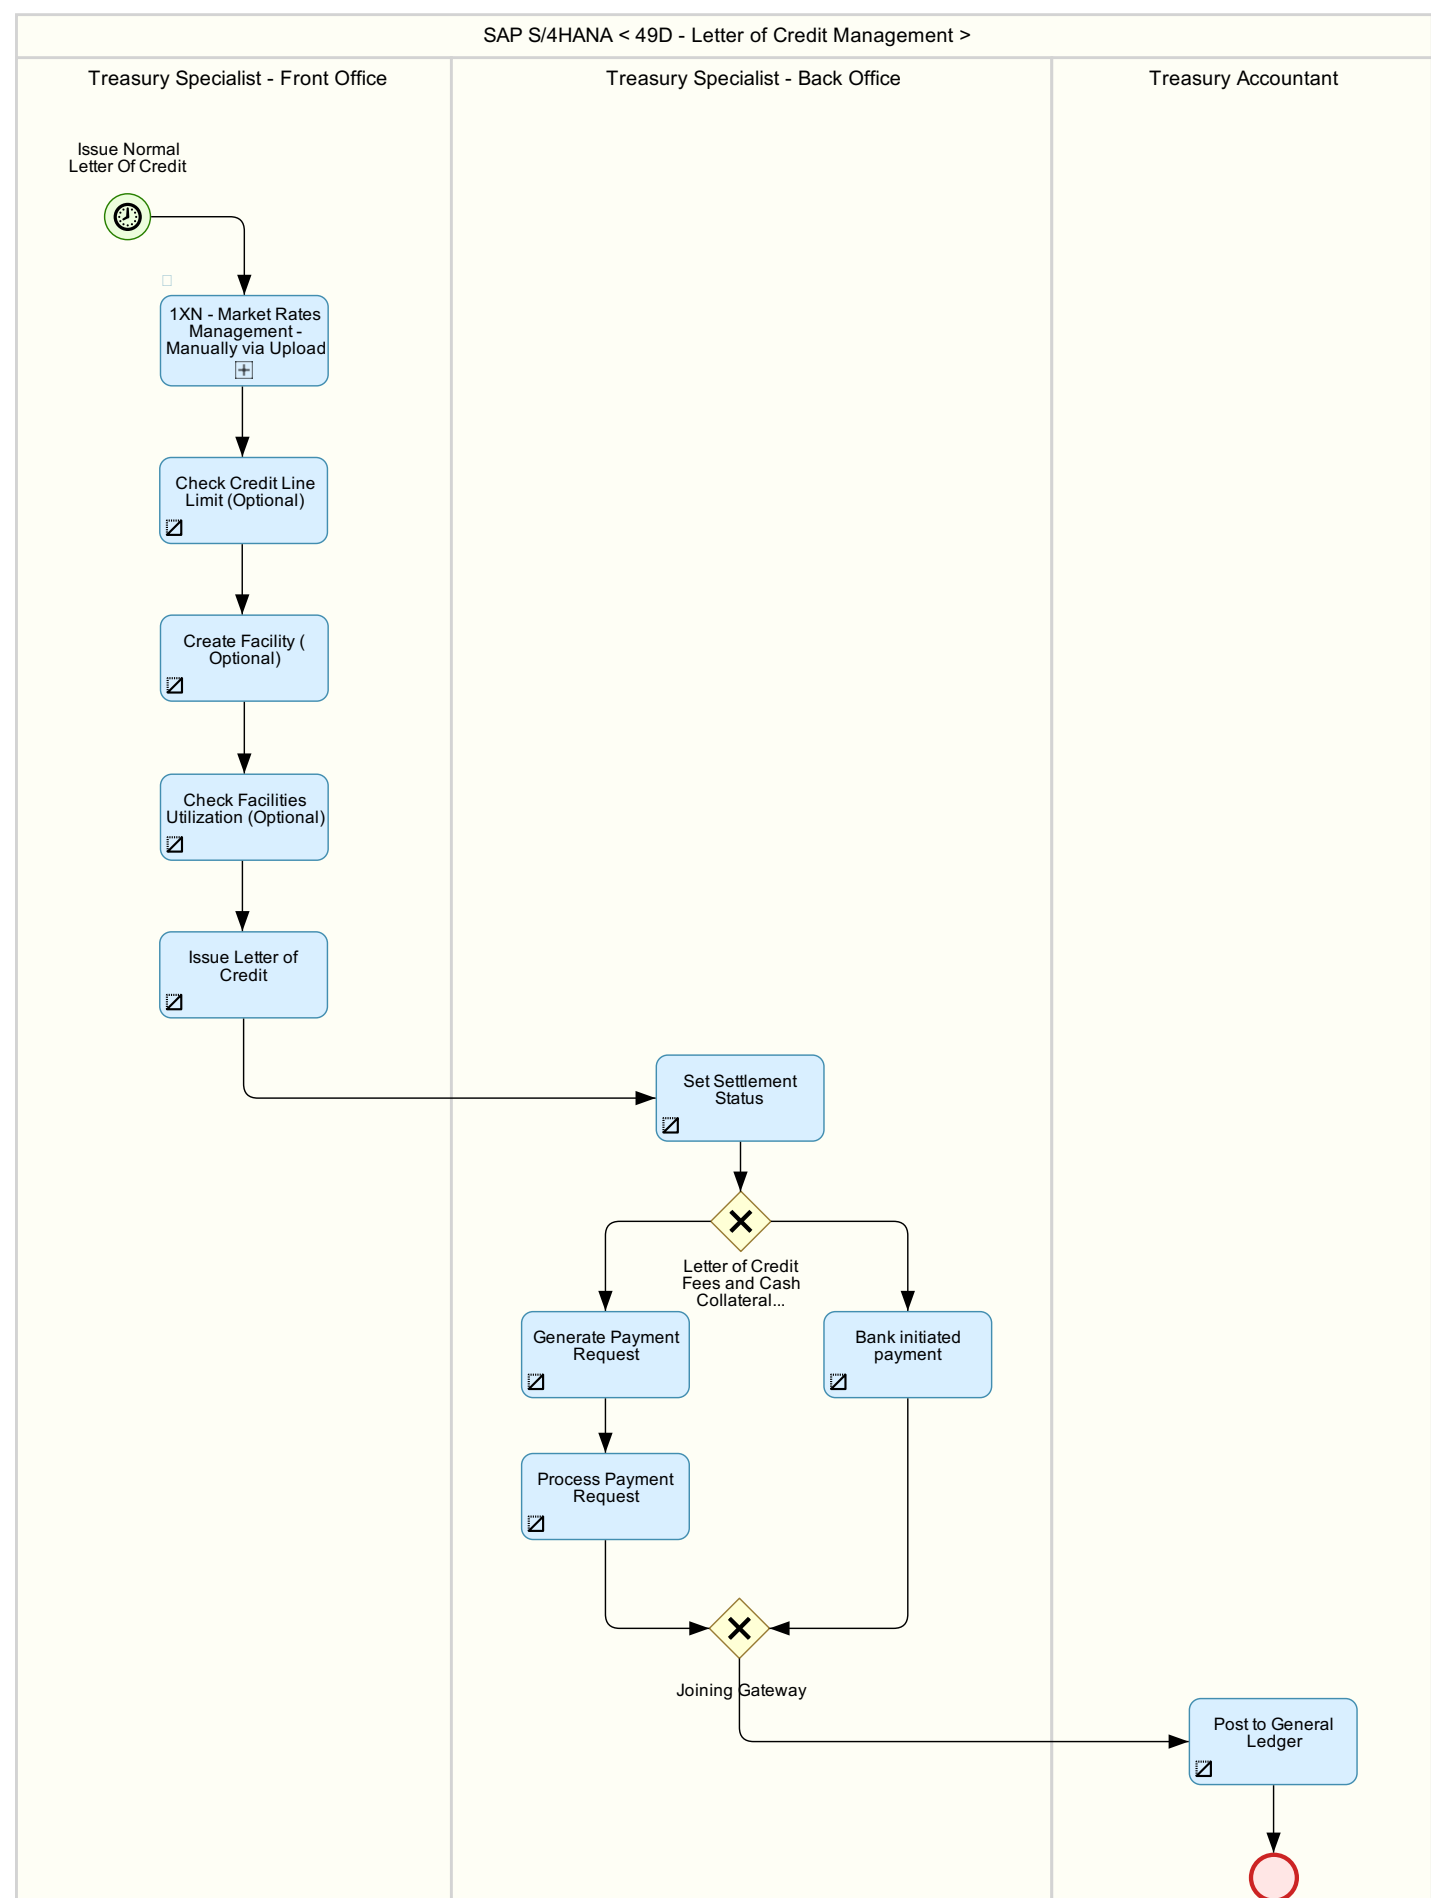 SAP S/4HANA < 49D - Letter of Credit Management >
Treasury Specialist - Front Office
Treasury Specialist - Back Office
Treasury Accountant
Issue Normal
Letter Of Credit
1XN - Market Rates
Management -
Manually via Upload
Check Credit Line
Limit (Optional)
Create Facility (
Optional)
Check Facilities
Utilization (Optional)
Issue Letter of
Credit
Set Settlement
Status
Letter of Credit
Fees and Cash
Collateral...
Generate Payment
Request
Bank initiated
payment
Process Payment
Request
Joining Gateway
Post to General
Ledger